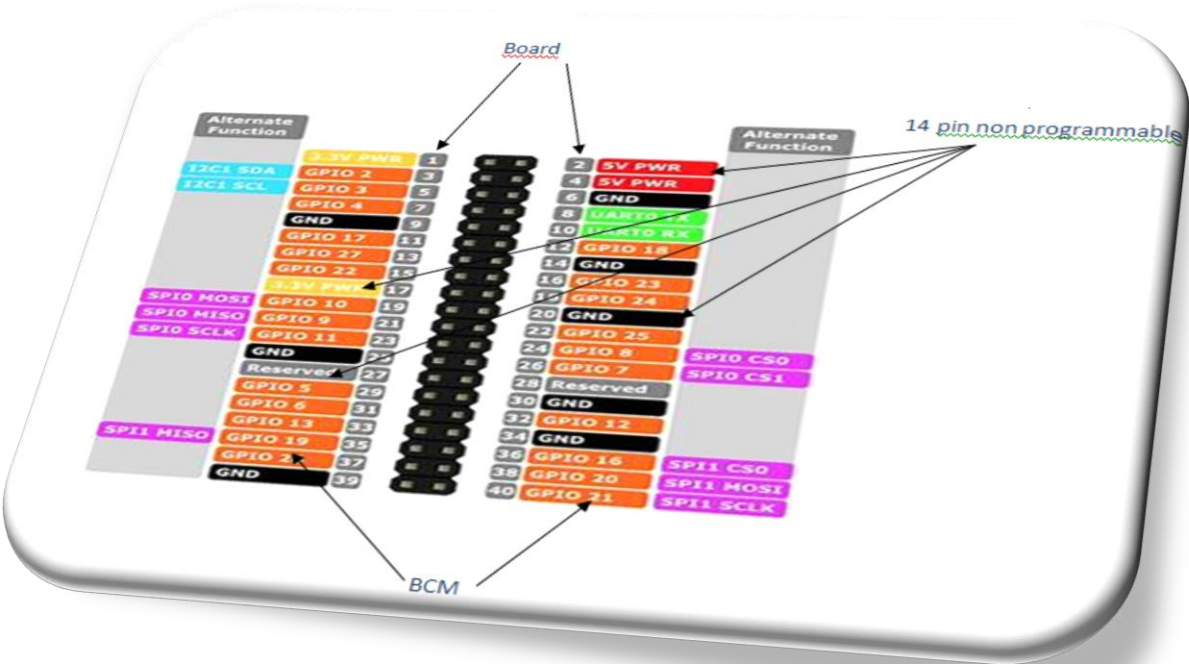 Board
14 pin non programmable
Alternate
Function
Alternate
Function
3.3V PWR 1
I2C1 SDA GPIO 2 3
I2C1 SCL GPIO 3 5
GPIO 4 7
GND 9
GPIO 17 11
GPIO 27 13
GPIO 22 15
3.3V PWR 17
SPI0 MOSI GPIO 10 19
SPI0 MISO GPIO 9 21
SPI0 SCLK GPIO 11 23
GND 25
Reserved 27
GPIO 5 29
GPIO 6 31
GPIO 13 33
SPI1 MISO GPIO 19 35
GPIO 37
GND 39
2 5V PWR
4 5V PWR
6 GND
8 UART0 TX
10 UART0 RX
12 GPIO 18
14 GND
16 GPIO 23
18 GPIO 24
20 GND
22 GPIO 25
24 GPIO 8 SPI0 CS0
26 GPIO 7 SPI0 CS1
28 Reserved
30 GND
32 GPIO 12
34 GND
36 GPIO 16 SPI1 CS0
38 GPIO 20 SPI1 MOSI
40 GPIO 21 SPI1 SCLK
BCM